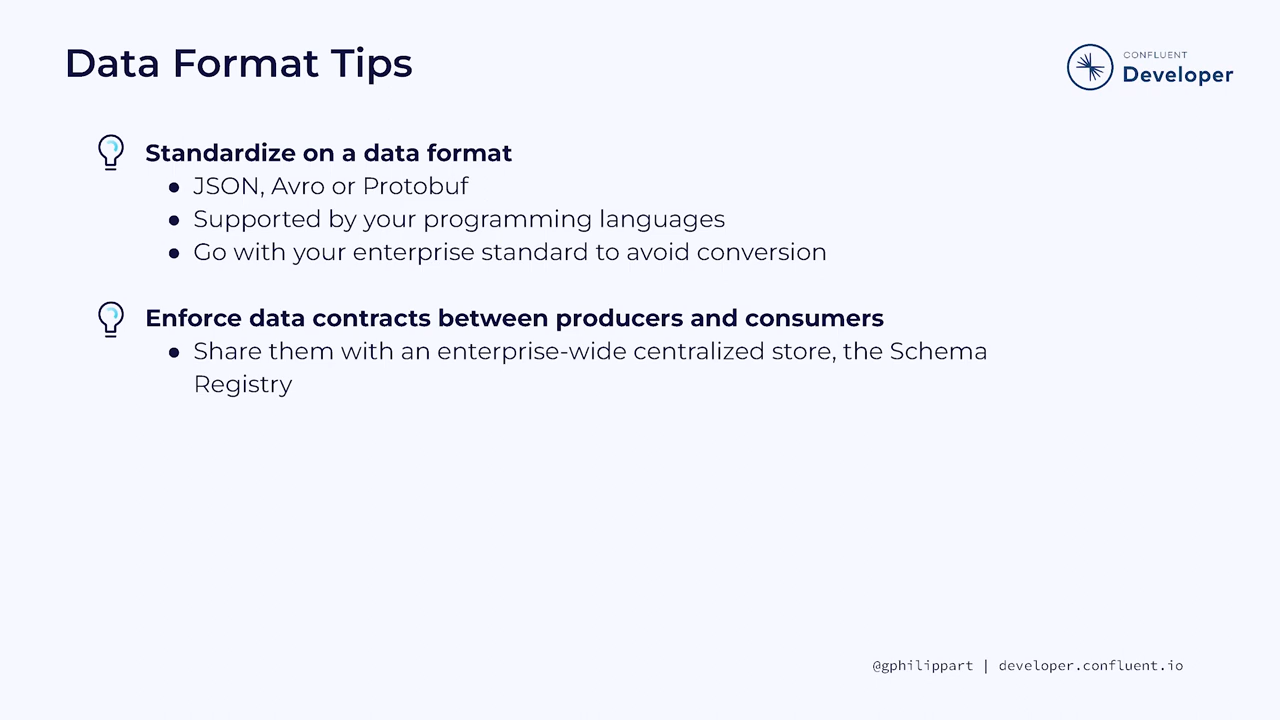 Data Format Tips
CONFLUENT
Developer
Standardize on a data format
● JSON, Avro or Protobuf
● Supported by your programming languages
● Go with your enterprise standard to avoid conversion
Enforce data contracts between producers and consumers
● Share them with an enterprise-wide centralized store, the Schema
Registry
@gphilippart | developer.confluent.io